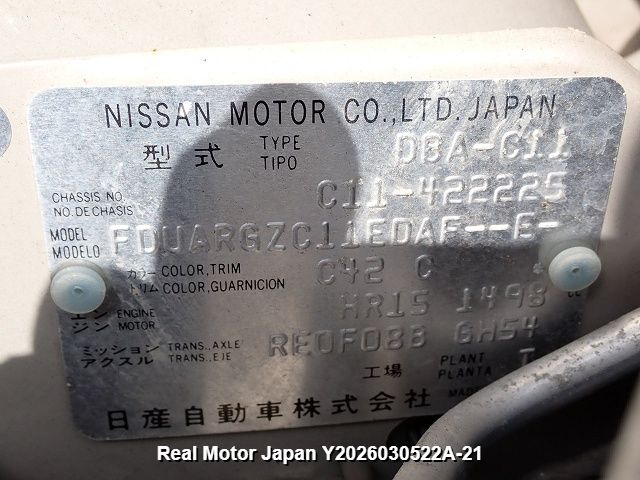 NISSAN MOTOR CO.,LTD. JAPAN
型式 TYPE TIPO DBA-C11
CHASSIS NO. NO. DE CHASIS C11-422225
MODEL MODELO FDUARGZC11EDAE--E-
カラー COLOR, TRIM トリム COLOR, GUARNICION C42 C
エンジン ENGINE MOTOR HR15 1498 cc
ミッション アクスル TRANS., AXLE TRANS., EJE RE0F08B GH54
工場 PLANT PLANTA T
日産自動車株式会社 MADE
Real Motor Japan Y2026030522A-21